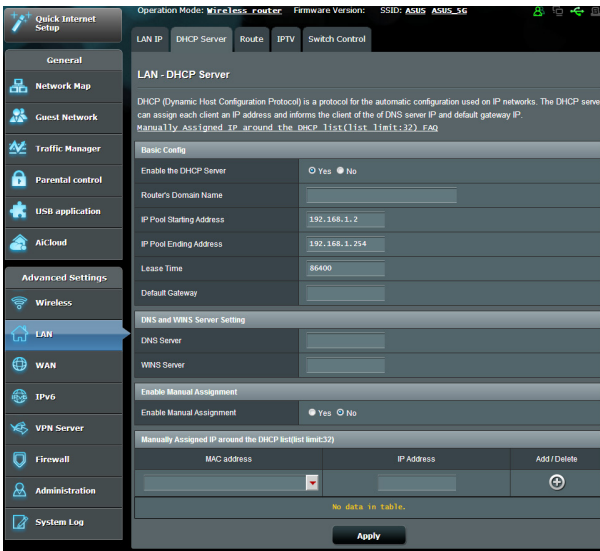 Quick Internet
Setup
General
Network Map
Guest Network
Traffic Manager
Parental control
USB application
AiCloud
Advanced Settings
Wireless
LAN
WAN
IPv6
VPN Server
Firewall
Administration
System Log
Operation Mode: Wireless router Firmware Version: SSID: ASUS ASUS_5G
LAN IP DHCP Server Route IPTV Switch Control
LAN - DHCP Server
DHCP (Dynamic Host Configuration Protocol) is a protocol for the automatic configuration used on IP networks. The DHCP serve
can assign each client an IP address and informs the client of the of DNS server IP and default gateway IP.
Manually Assigned IP around the DHCP list(list limit:32) FAQ
Basic Config
Enable the DHCP Server Yes No
Router's Domain Name
IP Pool Starting Address 192.168.1.2
IP Pool Ending Address 192.168.1.254
Lease Time 86400
Default Gateway
DNS and WINS Server Setting
DNS Server
WINS Server
Enable Manual Assignment
Enable Manual Assignment Yes No
Manually Assigned IP around the DHCP list(list limit:32)
MAC address IP Address Add / Delete
No data in table.
Apply